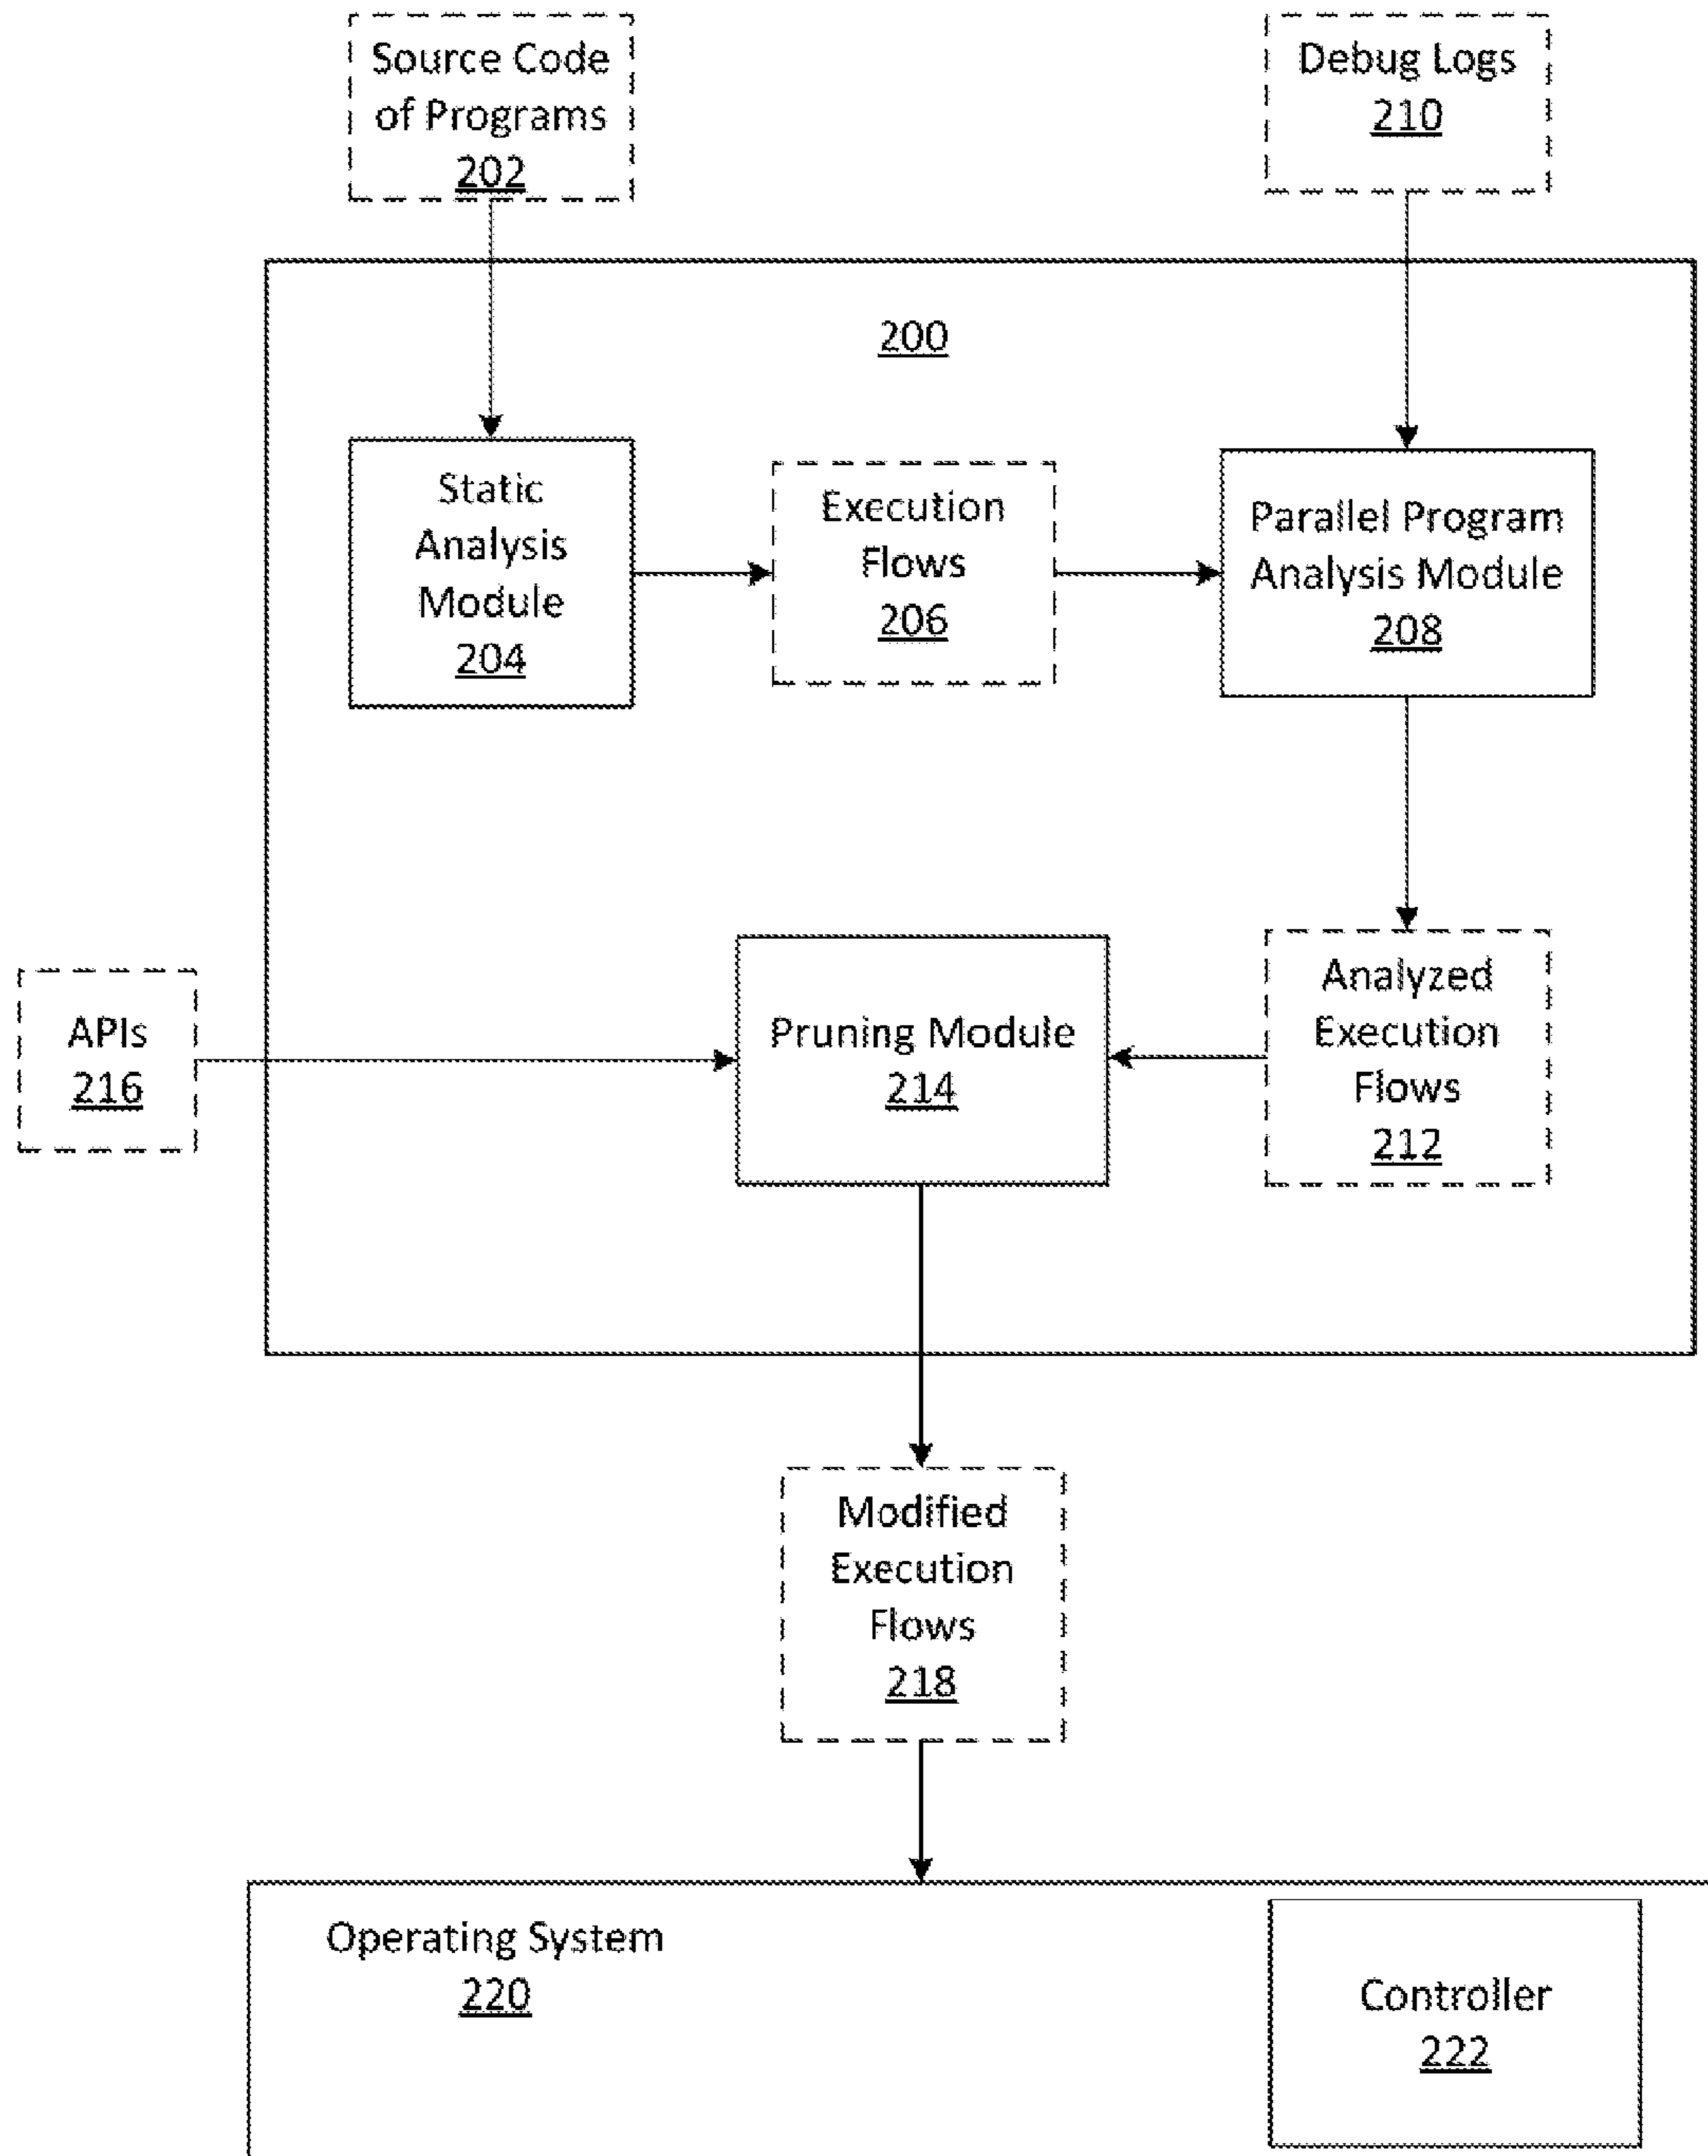 Source Code
of Programs
202
Debug Logs
210
200
Static
Analysis
Module
204
Execution
Flows
206
Parallel Program
Analysis Module
208
APIs
216
Pruning Module
214
Analyzed
Execution
Flows
212
Modified
Execution
Flows
218
Operating System
220
Controller
222